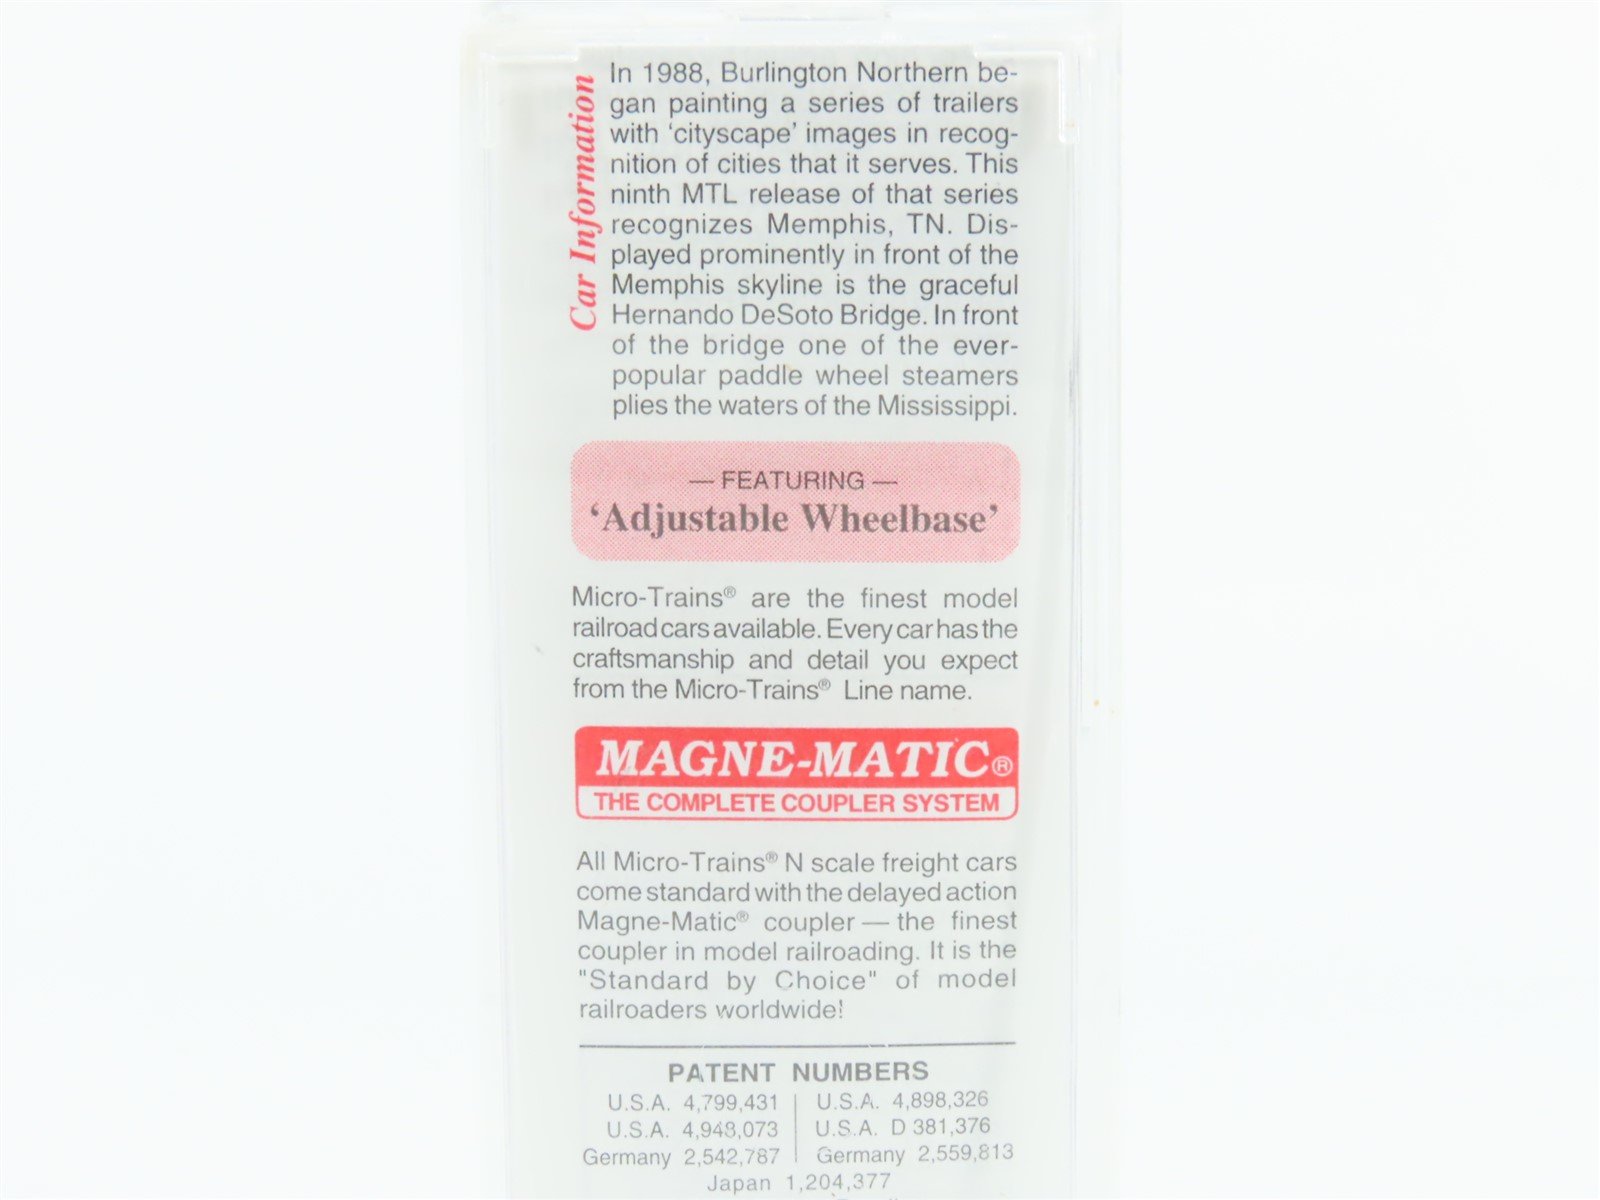 Car Information
In 1988, Burlington Northern be-
gan painting a series of trailers
with ‘cityscape’ images in recog-
nition of cities that it serves. This
ninth MTL release of that series
recognizes Memphis, TN. Dis-
played prominently in front of the
Memphis skyline is the graceful
Hernando DeSoto Bridge. In front
of the bridge one of the ever-
popular paddle wheel steamers
plies the waters of the Mississippi.
— FEATURING —
‘Adjustable Wheelbase’
Micro-Trains® are the finest model
railroad cars available. Every car has the
craftsmanship and detail you expect
from the Micro-Trains® Line name.
MAGNE-MATIC®
THE COMPLETE COUPLER SYSTEM
All Micro-Trains® N scale freight cars
come standard with the delayed action
Magne-Matic® coupler — the finest
coupler in model railroading. It is the
"Standard by Choice" of model
railroaders worldwide!
PATENT NUMBERS
U.S.A. 4,799,431 | U.S.A. 4,898,326
U.S.A. 4,948,073 | U.S.A. D 381,376
Germany 2,542,787 | Germany 2,559,813
Japan 1,204,377